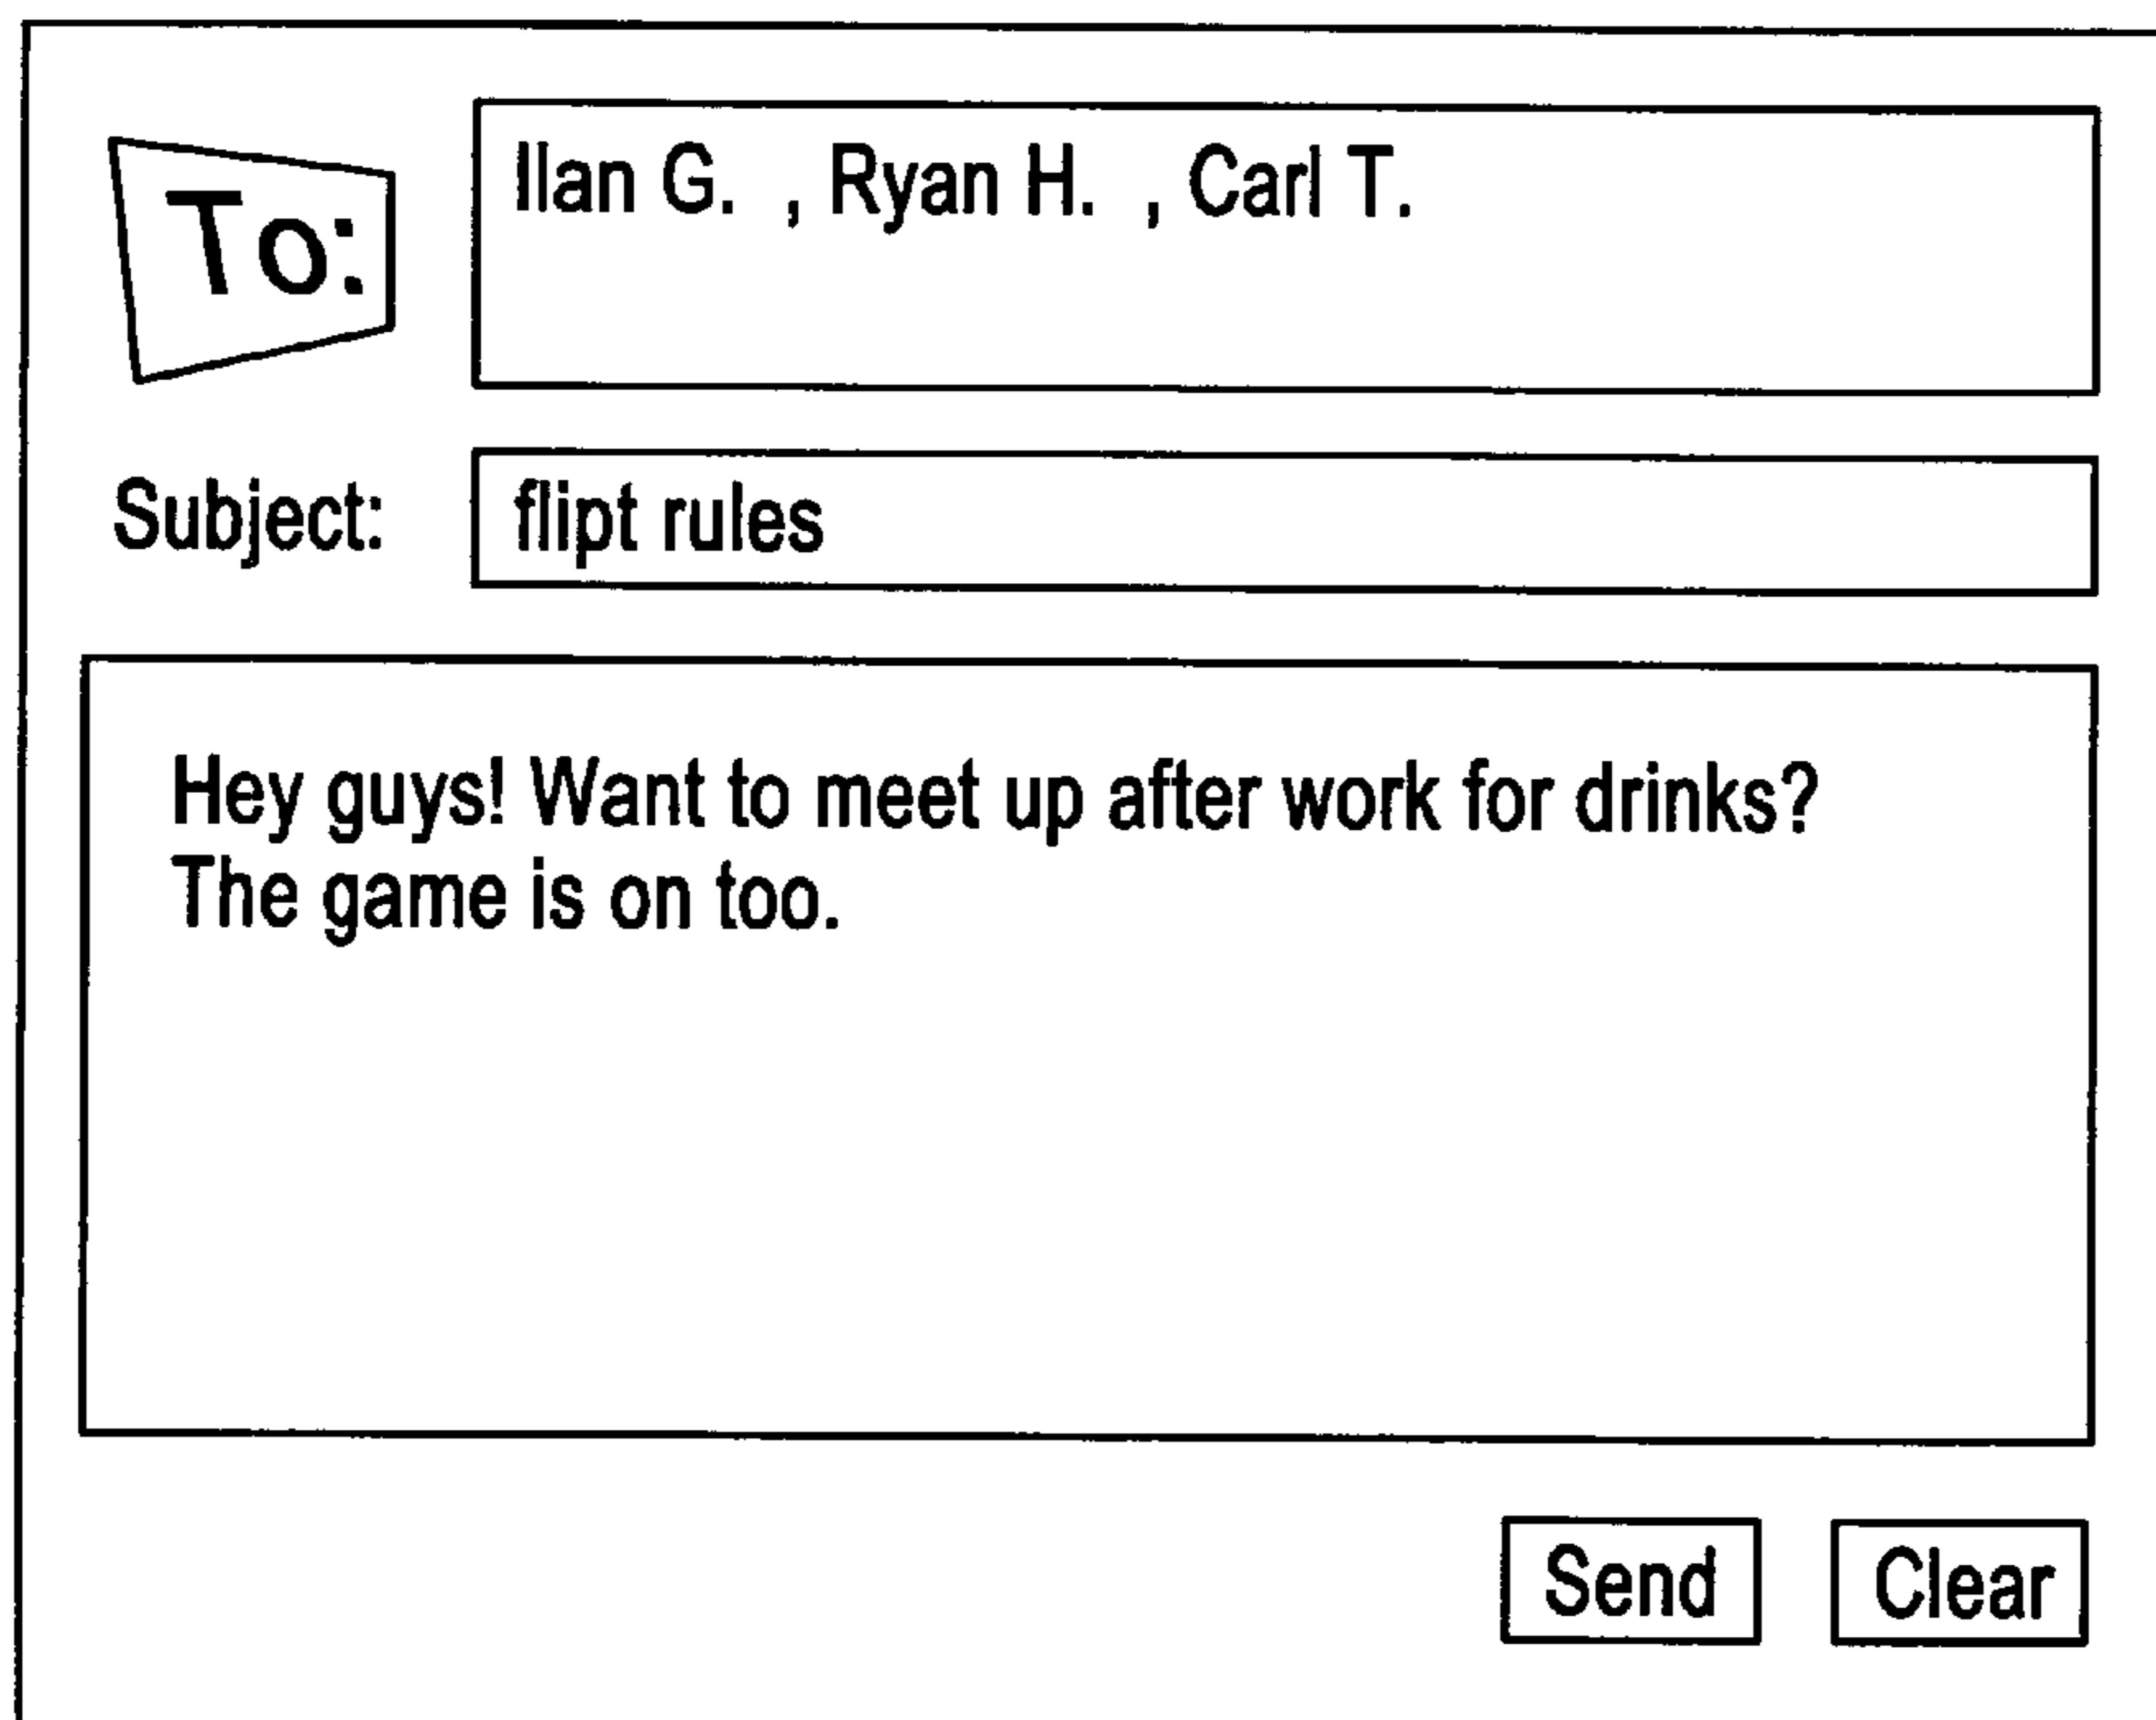 To: Ilan G. , Ryan H. , Carl T.
Subject: flipt rules
Hey guys! Want to meet up after work for drinks?
The game is on too.
Send Clear